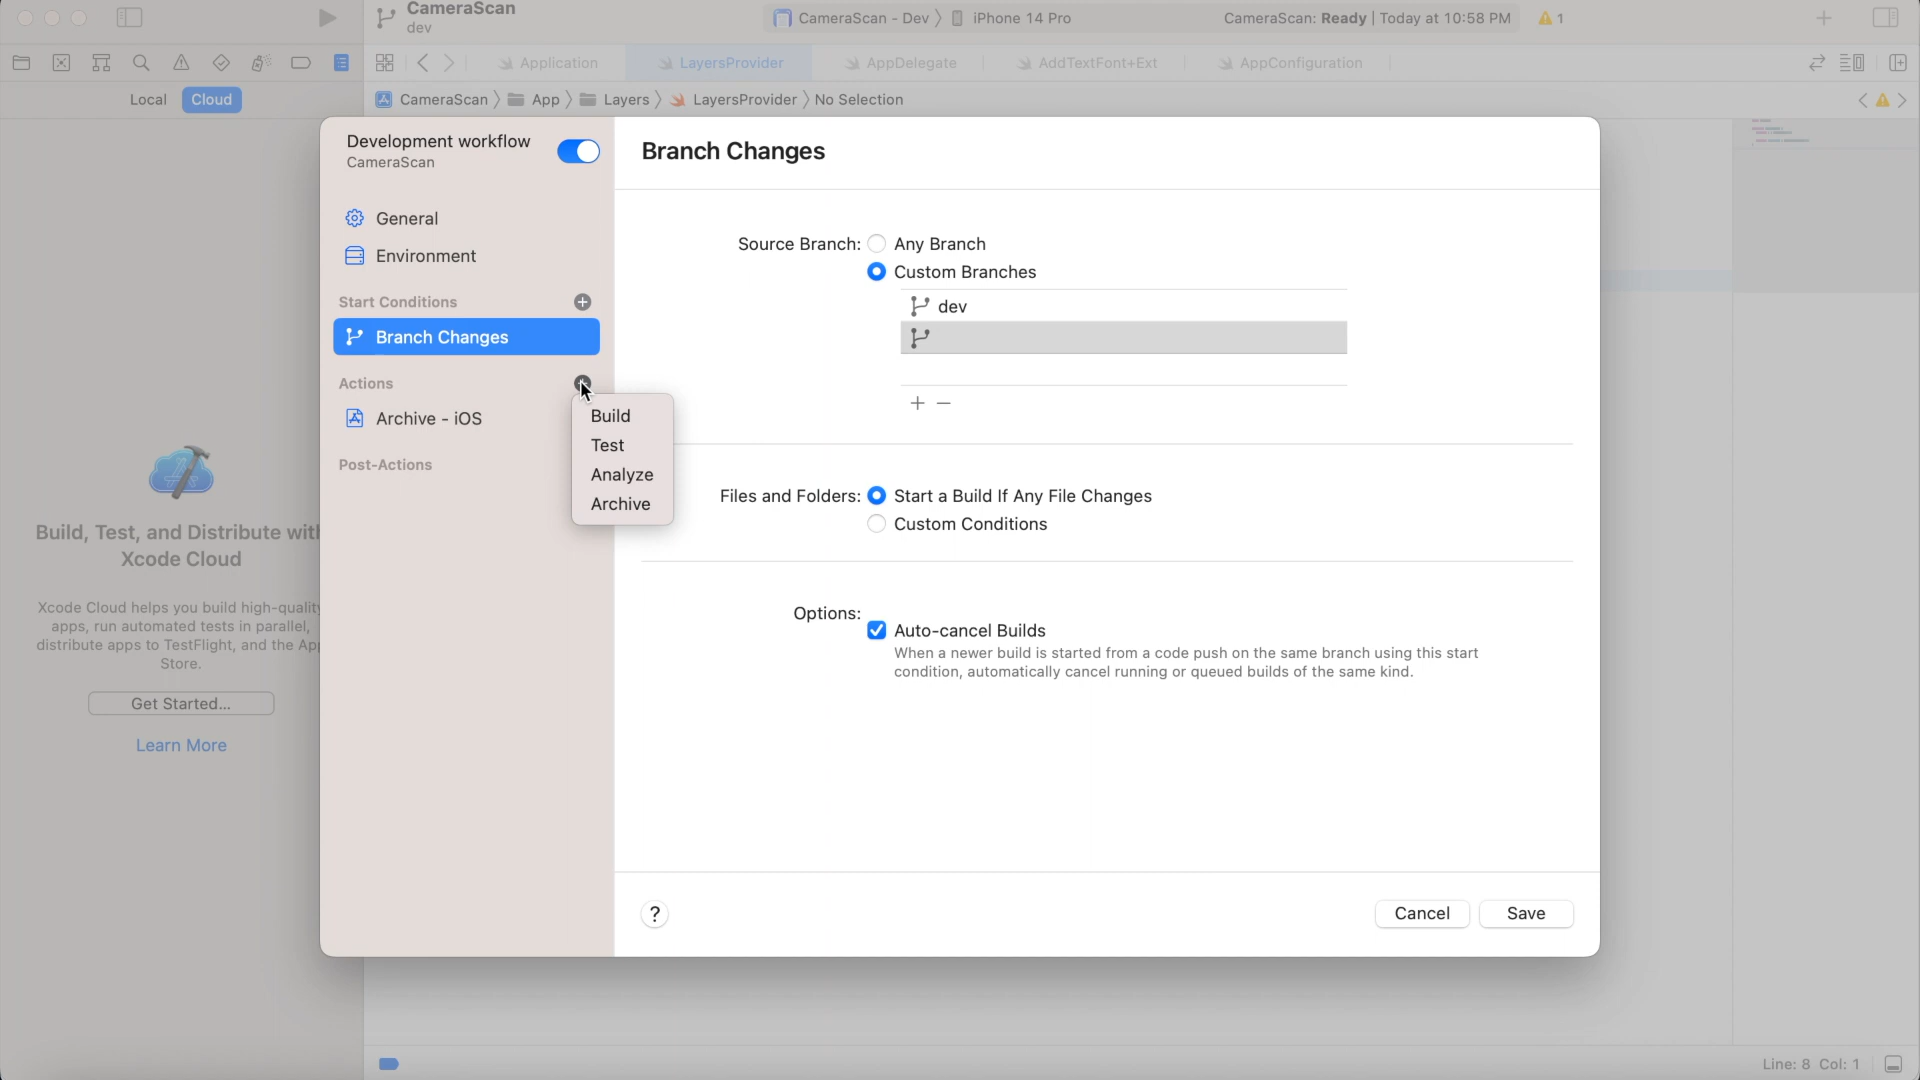 CameraScan
dev
CameraScan - Dev 〉 iPhone 14 Pro
CameraScan: Ready | Today at 10:58 PM
1
Application
LayersProvider
AppDelegate
AddTextFont+Ext
AppConfiguration
Local
Cloud
CameraScan 〉 App 〉 Layers 〉 LayersProvider 〉 No Selection
Development workflow
CameraScan
General
Environment
Start Conditions
Branch Changes
Actions
Archive - iOS
Post-Actions
Build
Test
Analyze
Archive
Branch Changes
Source Branch:
Any Branch
Custom Branches
dev
+ −
Files and Folders:
Start a Build If Any File Changes
Custom Conditions
Options:
Auto-cancel Builds
When a newer build is started from a code push on the same branch using this start
condition, automatically cancel running or queued builds of the same kind.
?
Cancel
Save
Build, Test, and Distribute with
Xcode Cloud
Xcode Cloud helps you build high-quality
apps, run automated tests in parallel,
distribute apps to TestFlight, and the App
Store.
Get Started...
Learn More
Line: 8 Col: 1